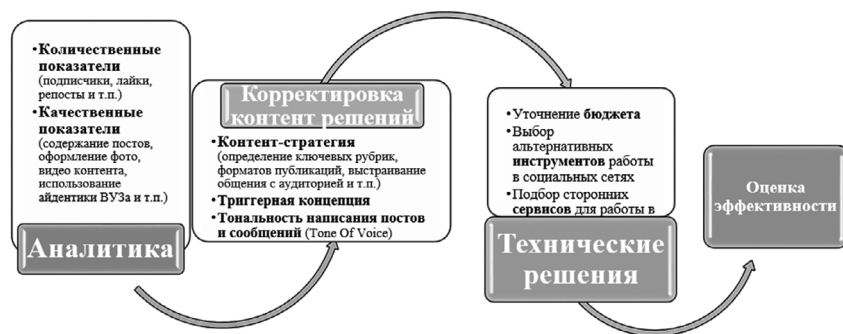 •Количественные
показатели
(подписчики, лайки,
репосты и т.п.)
•Качественные
показатели
(содержание постов,
оформление фото,
видео контента,
использование
айдентики ВУЗа и т.п.)
Аналитика
Корректировка
контент решений
•Контент-стратегия
(определение ключевых рубрик,
форматов публикаций, выстраивание
общения с аудиторией и т.п.)
•Триггерная концепция
•Тональность написания постов
и сообщений (Tone Of Voice)
•Уточнение бюджета
•Выбор
альтернативных
инструментов работы
в социальных сетях
•Подбор сторонних
сервисов для работы в
Технические
решения
Оценка
эффективности